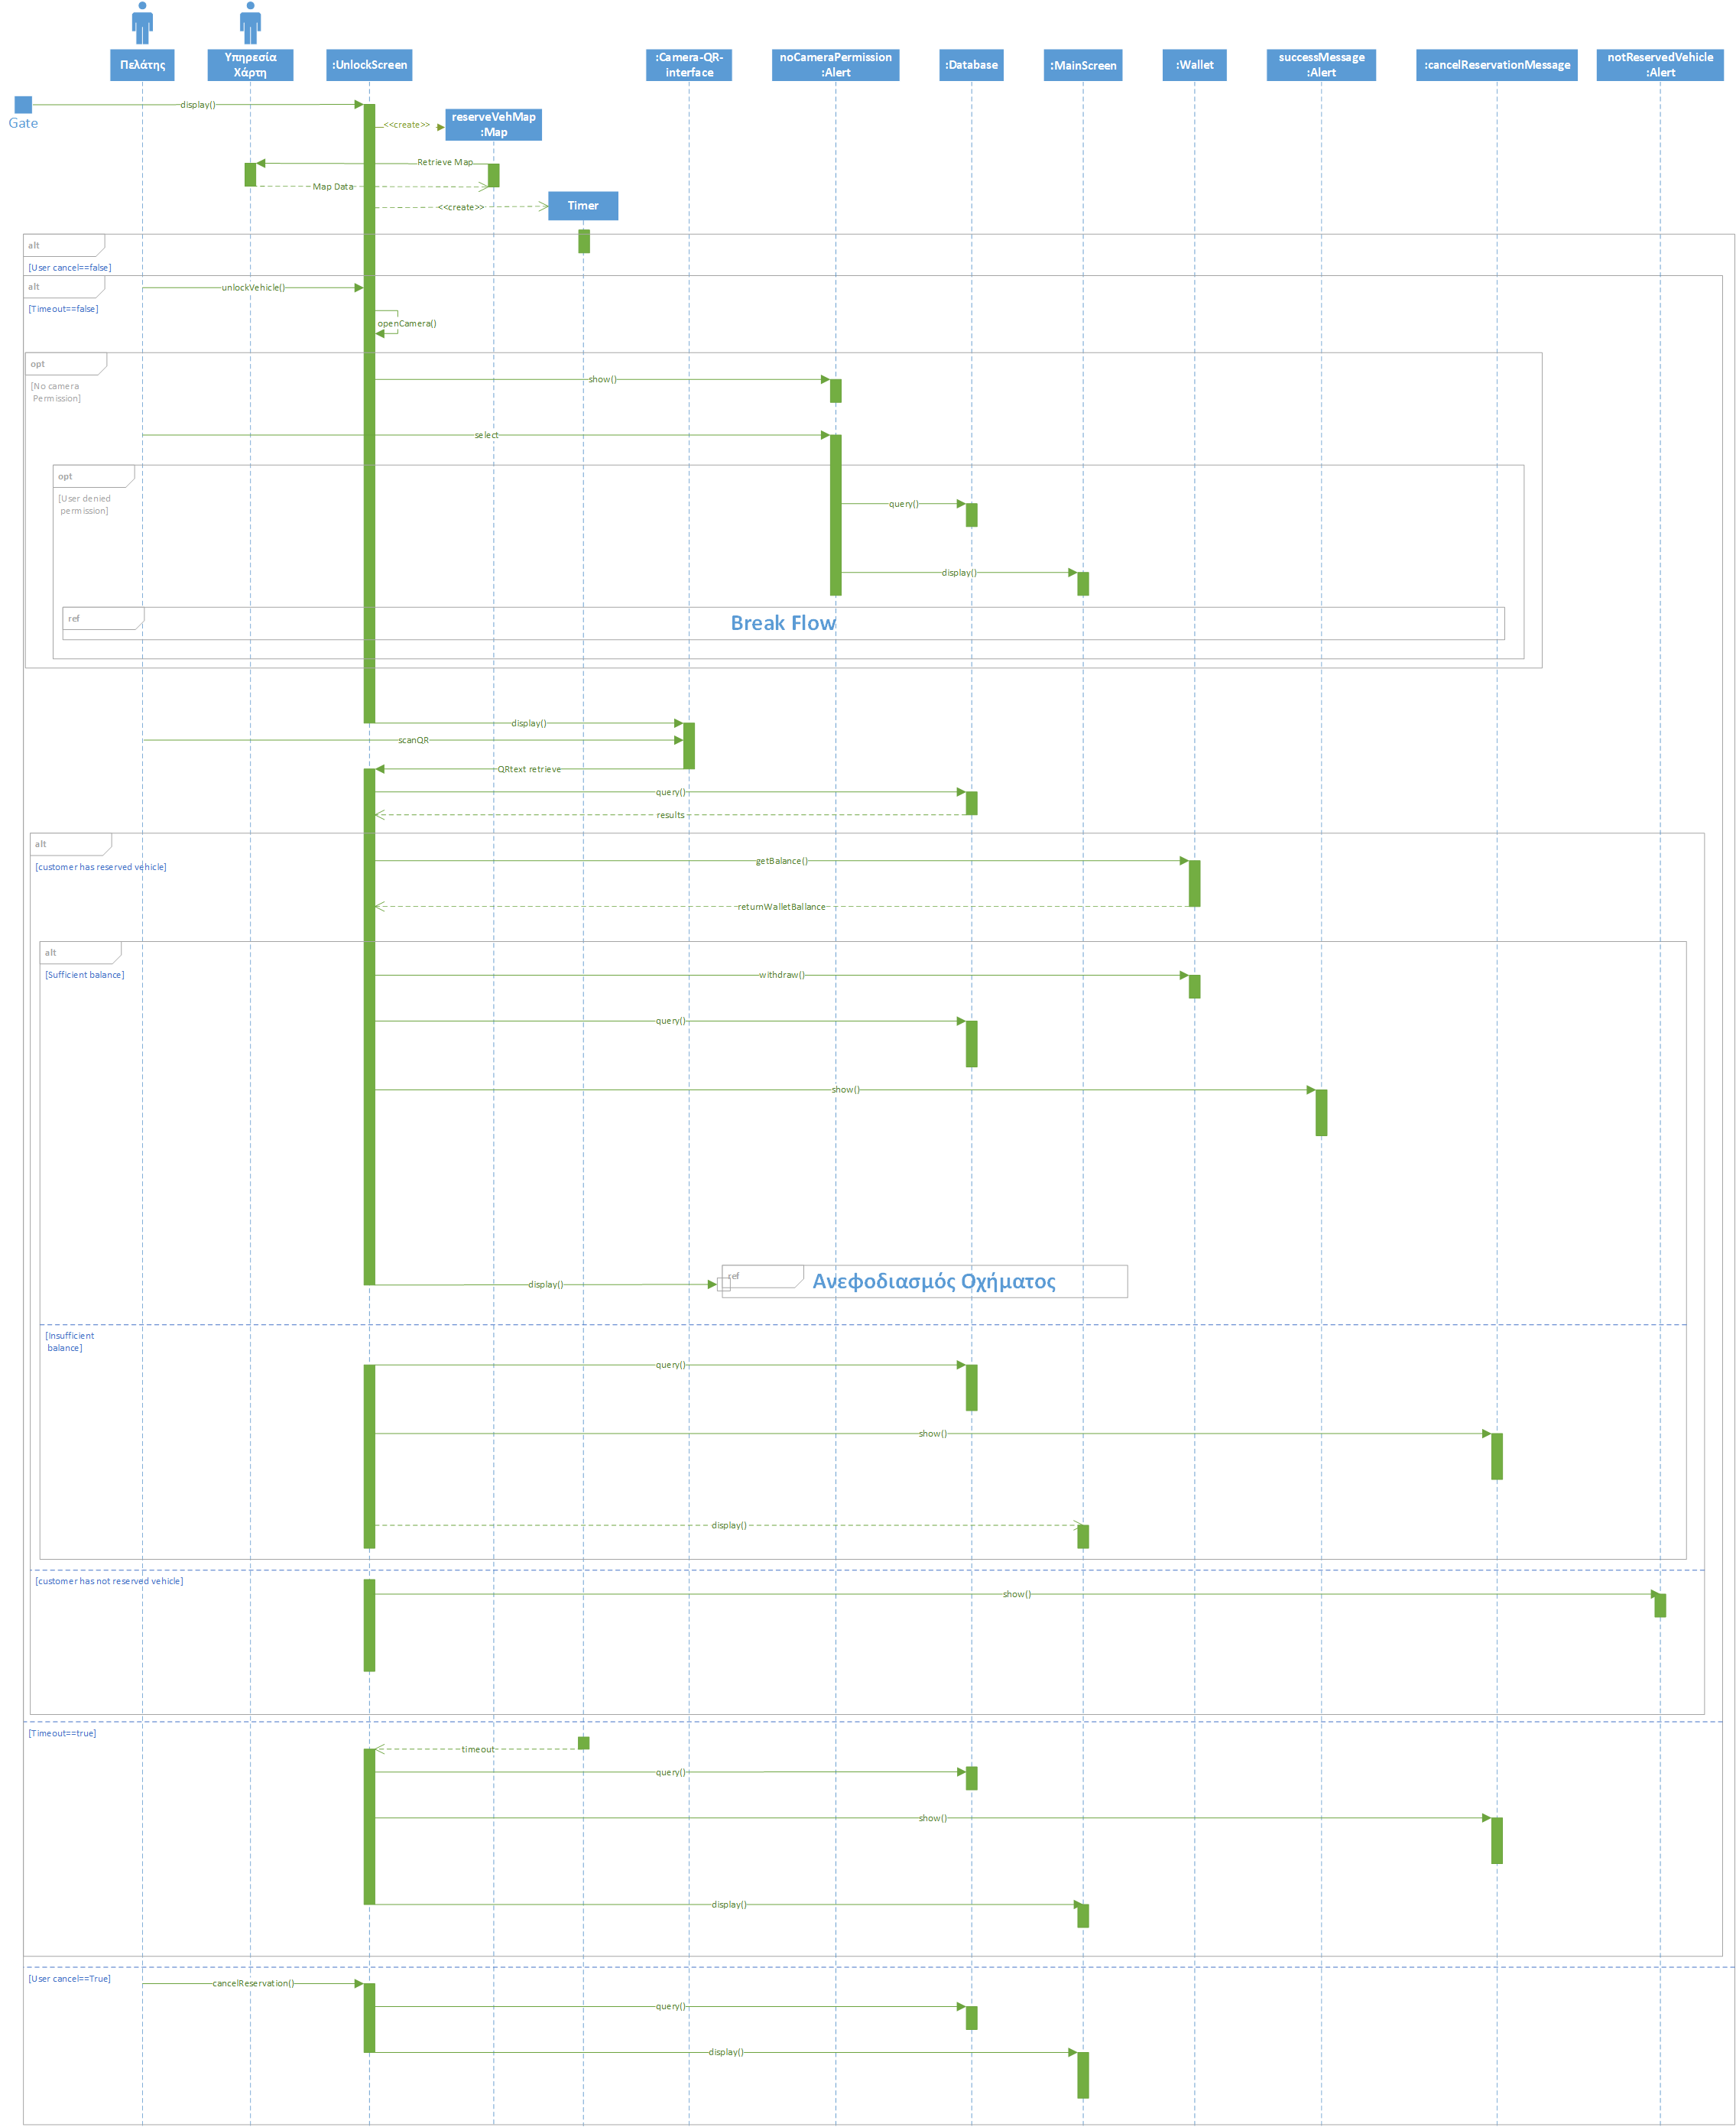 Πελάτης
Υπηρεσία
Χάρτη
:UnlockScreen
:Camera-QR-
interface
noCameraPermission
:Alert
:Database
:MainScreen
:Wallet
successMessage
:Alert
:cancelReservationMessage
notReservedVehicle
:Alert
Gate
display()
<<create>>
reserveVehMap
:Map
Retrieve Map
Map Data
<<create>>
Timer
alt
[User cancel==false]
alt
[Timeout==false]
unlockVehicle()
openCamera()
opt
[No camera
Permission]
show()
select
opt
[User denied
permission]
query()
display()
ref
Break Flow
display()
scanQR
QRtext retrieve
query()
results
alt
[customer has reserved vehicle]
getBalance()
returnWalletBallance
alt
[Sufficient balance]
withdraw()
query()
show()
display()
ref
Ανεφοδιασμός Οχήματος
[Insufficient
balance]
query()
show()
display()
[customer has not reserved vehicle]
show()
[Timeout==true]
timeout
query()
show()
display()
[User cancel==True]
cancelReservation()
query()
display()